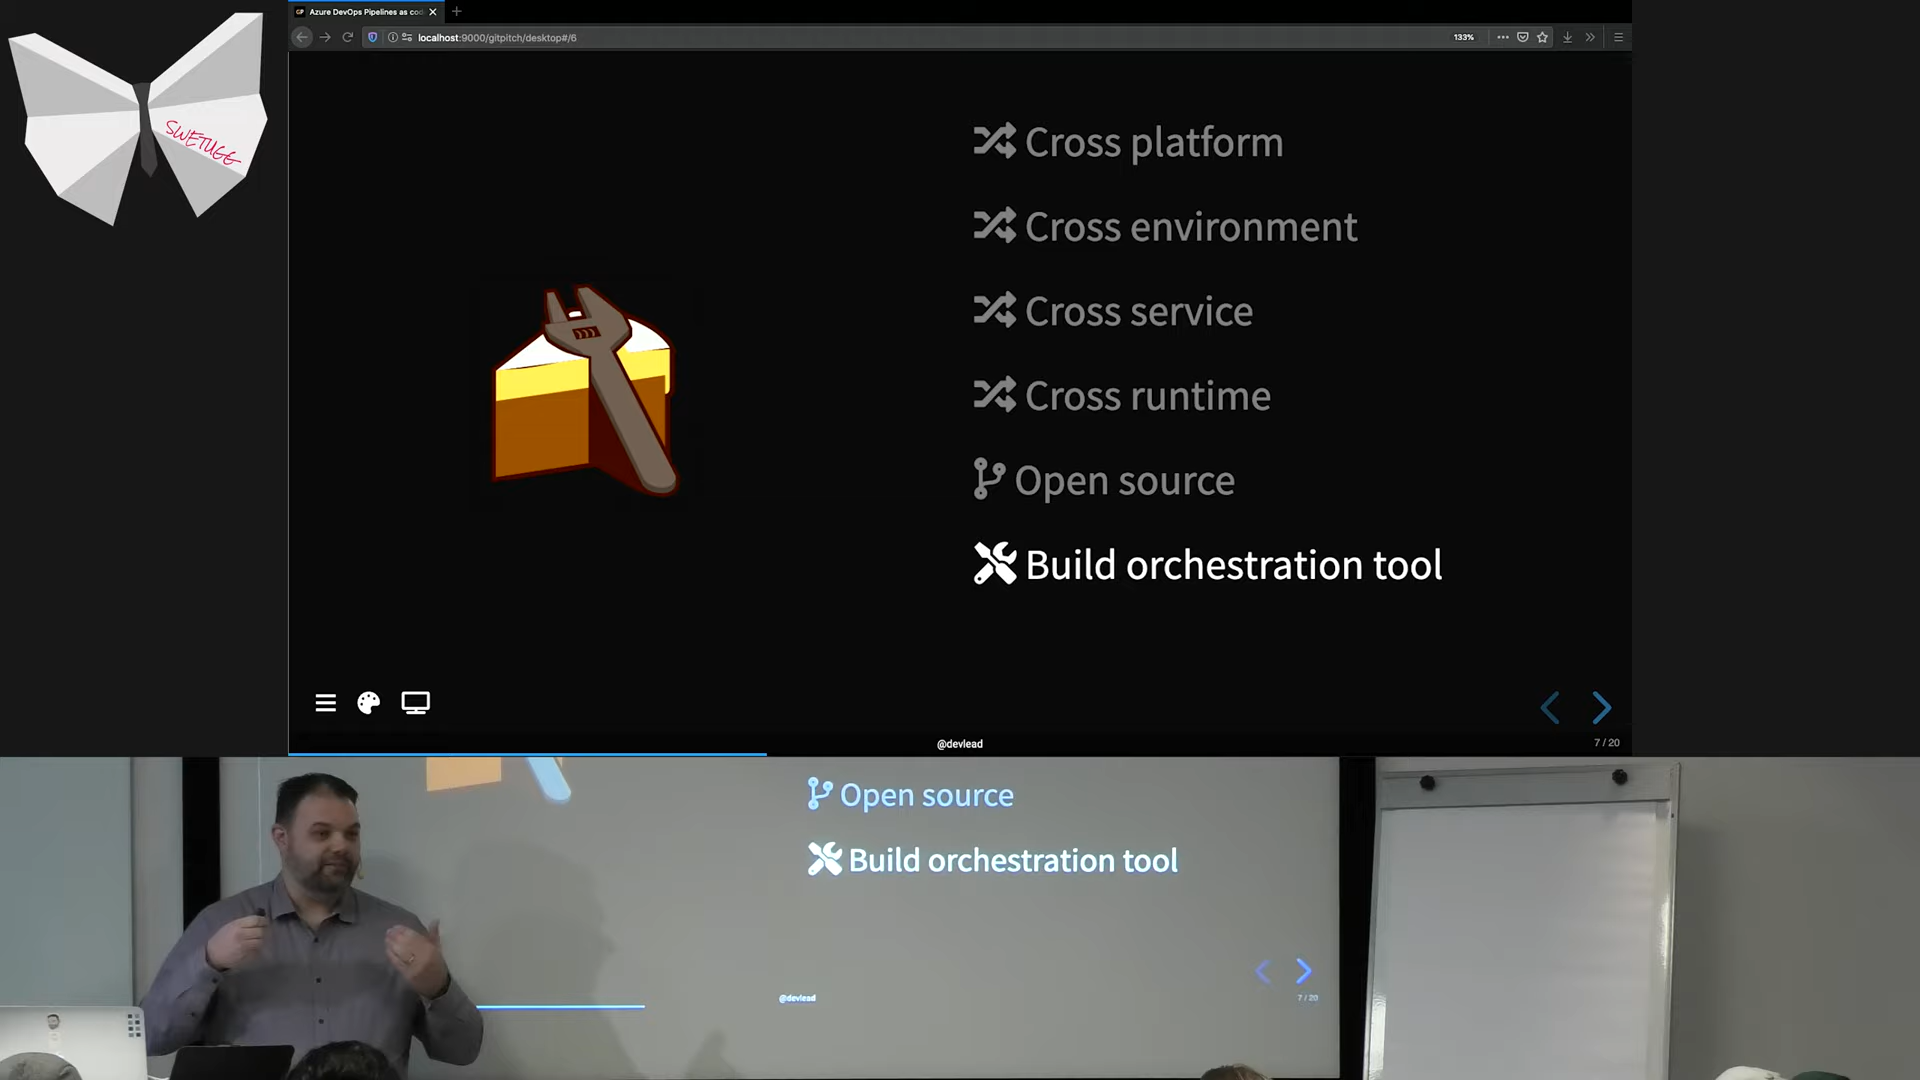 Azure DevOps Pipelines as cod
localhost:9000/gitpitch/desktop#/6
133%
SWETUGG
Cross platform
Cross environment
Cross service
Cross runtime
Open source
Build orchestration tool
@devlead
7 / 20
Open source
Build orchestration tool
@devlead
7 / 20